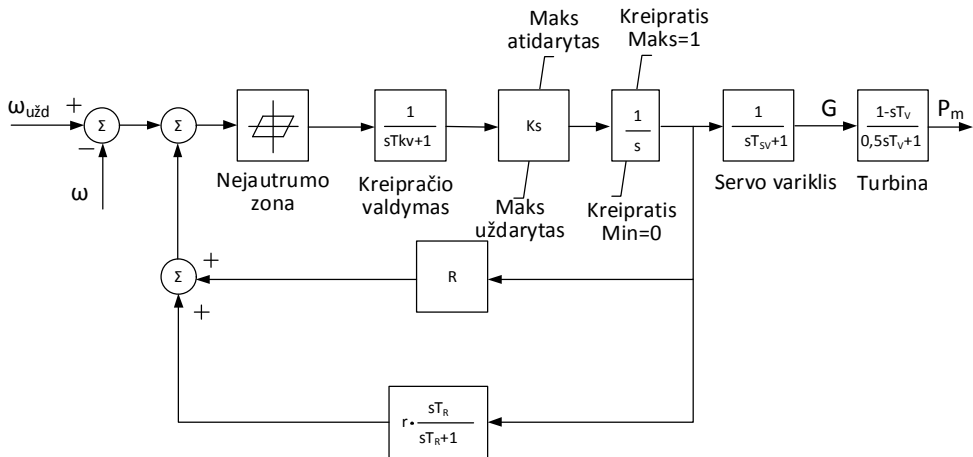 Maks
atidarytas
Kreipratis
Maks=1
ωužd
+
Σ
−
ω
Σ
Nejautrumo
zona
1
sTkv+1
Kreipračio
valdymas
Ks
Maks
uždarytas
1
s
Kreipratis
Min=0
1
sTSV+1
Servo variklis
G
1-sTV
0,5sTV+1
Turbina
Pm
Σ
+
+
R
r· sTR
sTR+1